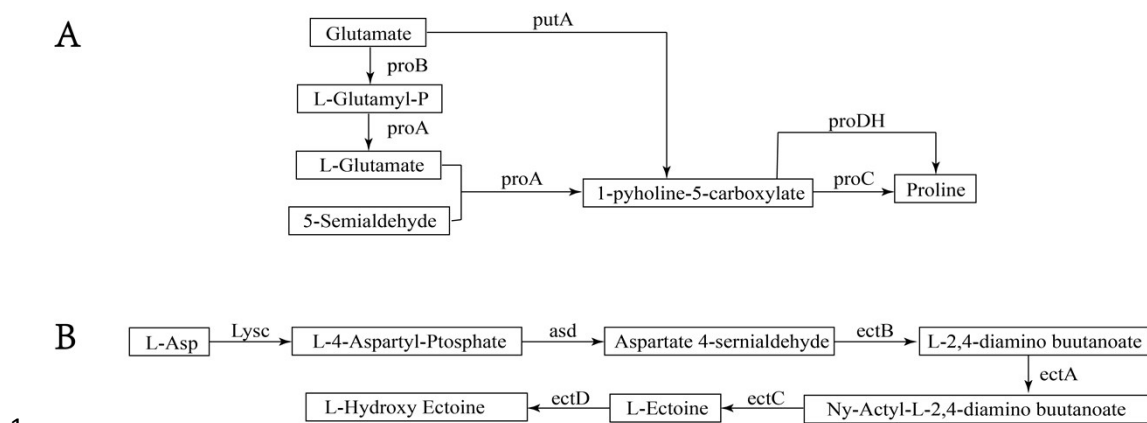 A
Glutamate
putA
proB
L-Glutamyl-P
proA
proDH
L-Glutamate
proA
1-pyholine-5-carboxylate
proC
Proline
5-Semialdehyde
B
L-Asp
Lysc
L-4-Aspartyl-Ptosphate
asd
Aspartate 4-sernialdehyde
ectB
L-2,4-diamino buutanoate
ectA
L-Hydroxy Ectoine
ectD
L-Ectoine
ectC
Ny-Actyl-L-2,4-diamino buutanoate